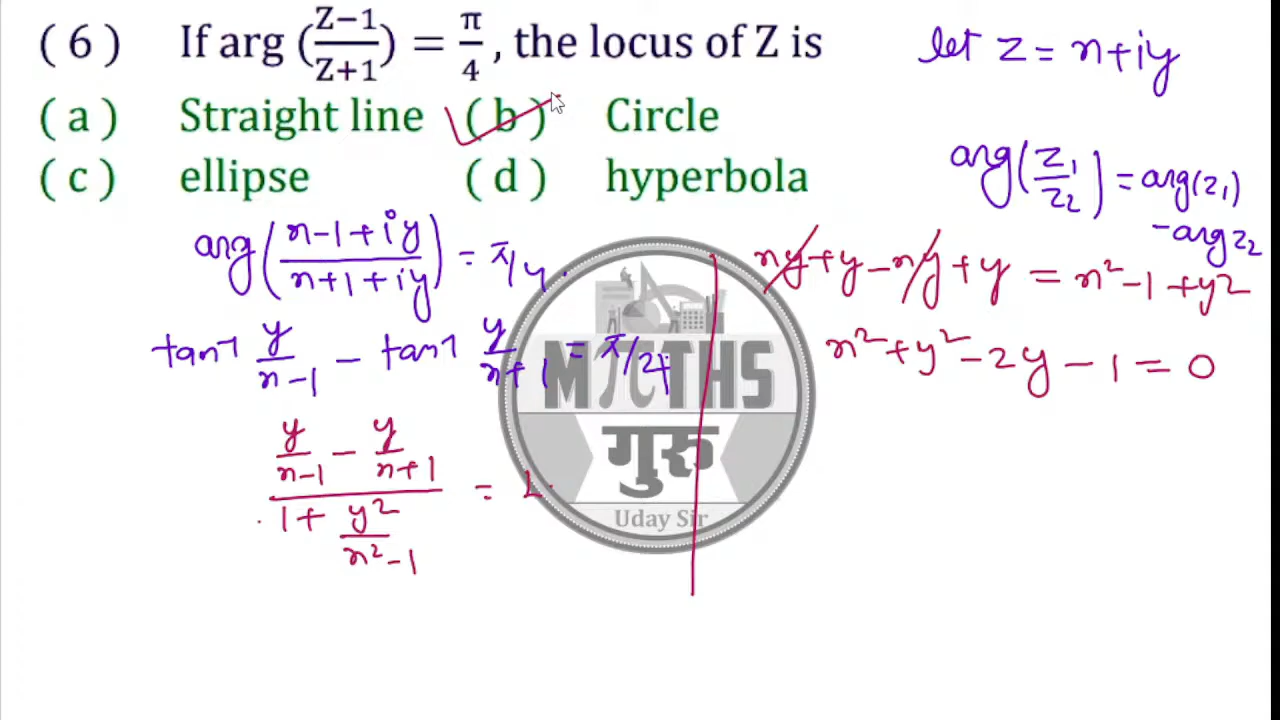 ( 6 ) If arg (Z−1/Z+1) = π/4 , the locus of Z is
( a ) Straight line ( b ) Circle
( c ) ellipse ( d ) hyperbola
let z = x+iy
arg(z₁/z₂) = arg(z₁)
- arg z₂
arg(x-1+iy/x+1+iy) = π/4
tan⁻¹ y/x-1 - tan⁻¹ y/x+1 = π/4
y/x-1 - y/x+1
1 + y²/x²-1
= 1
xy+y-xy+y = x²-1+y²
x²+y²-2y-1=0
MATHS
गुरु
Uday Sir